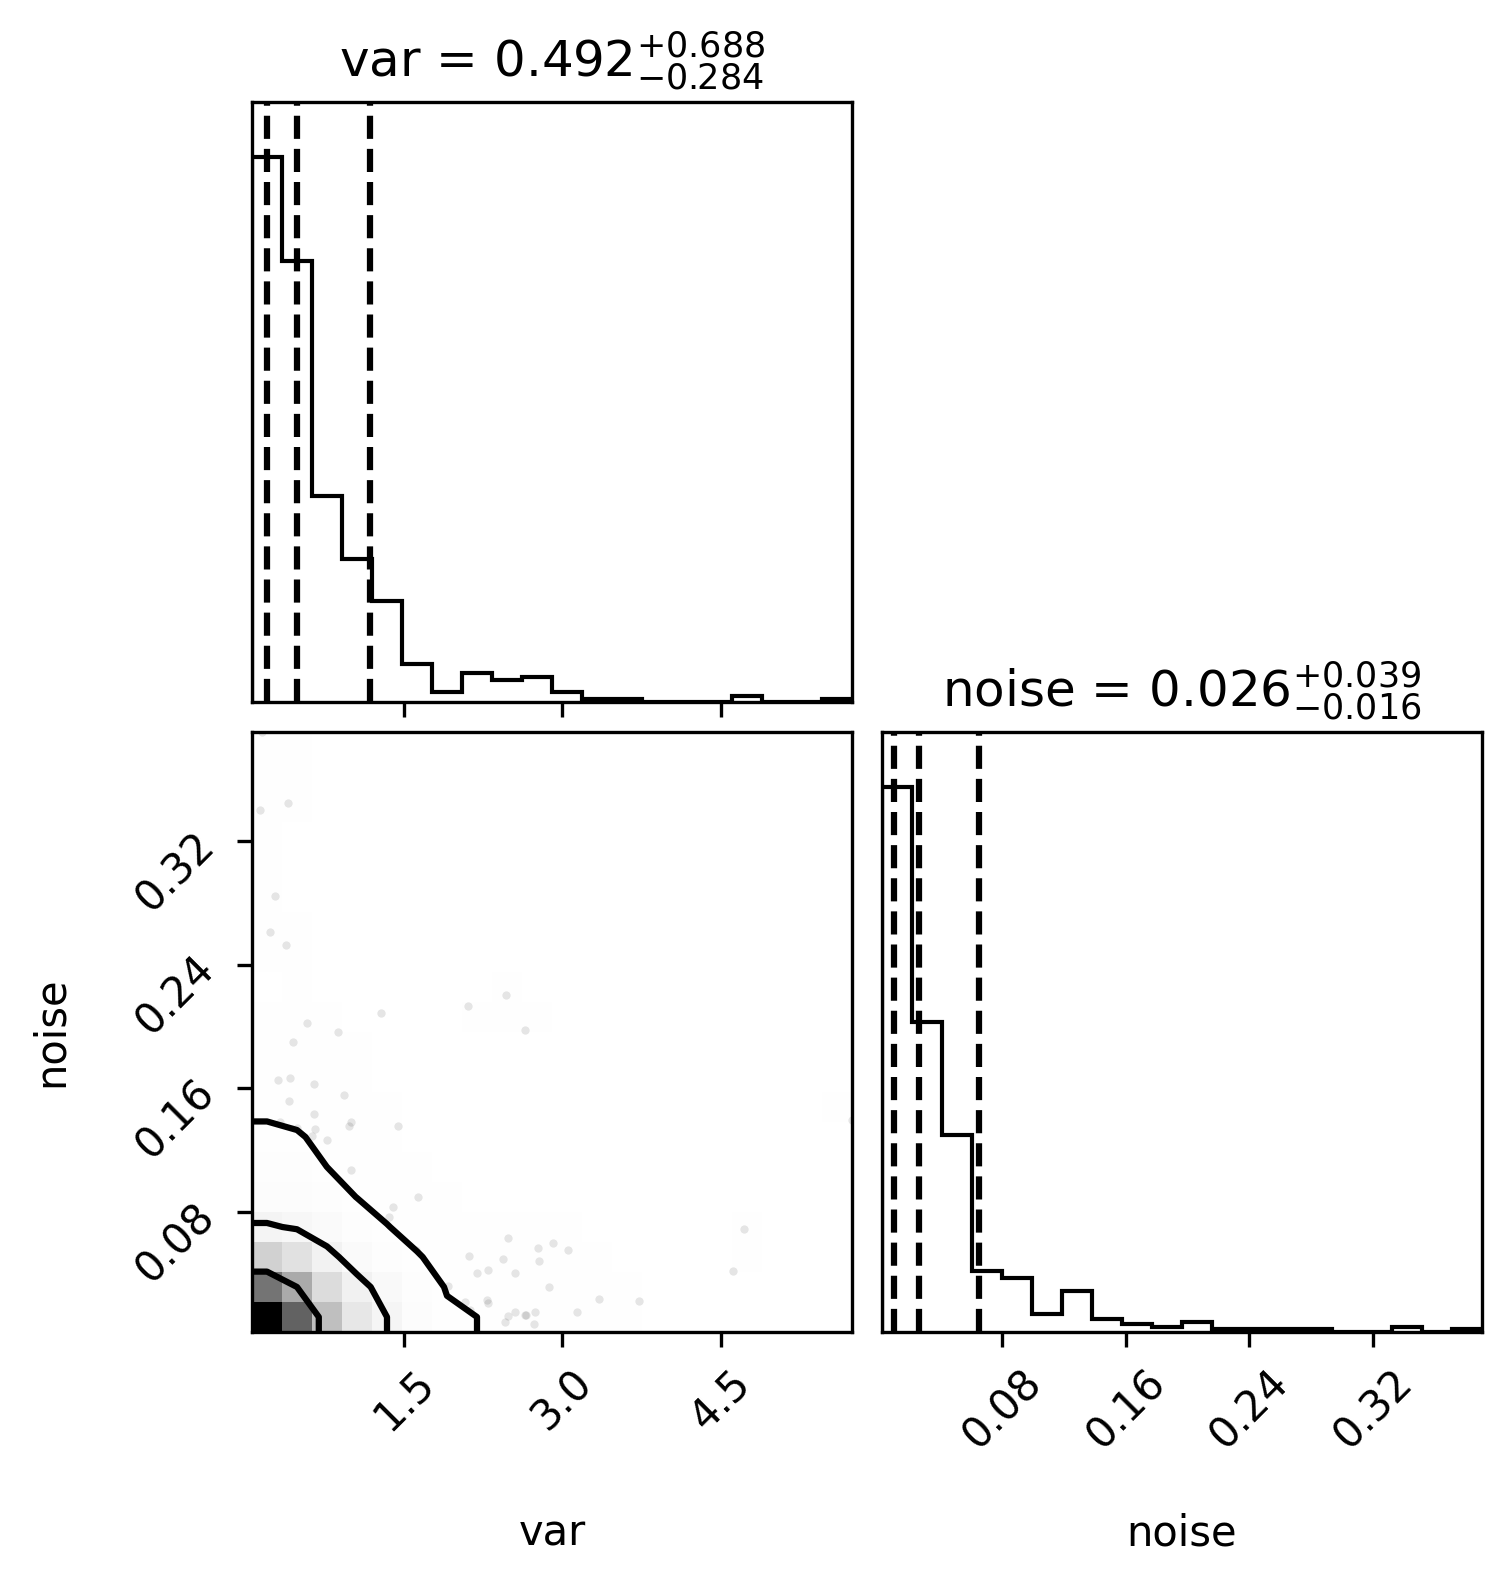 var = 0.492+0.688−0.284
noise = 0.026+0.039−0.016
0.32
0.24
0.16
0.08
noise
1.5 3.0 4.5
var
0.08 0.16 0.24 0.32
noise